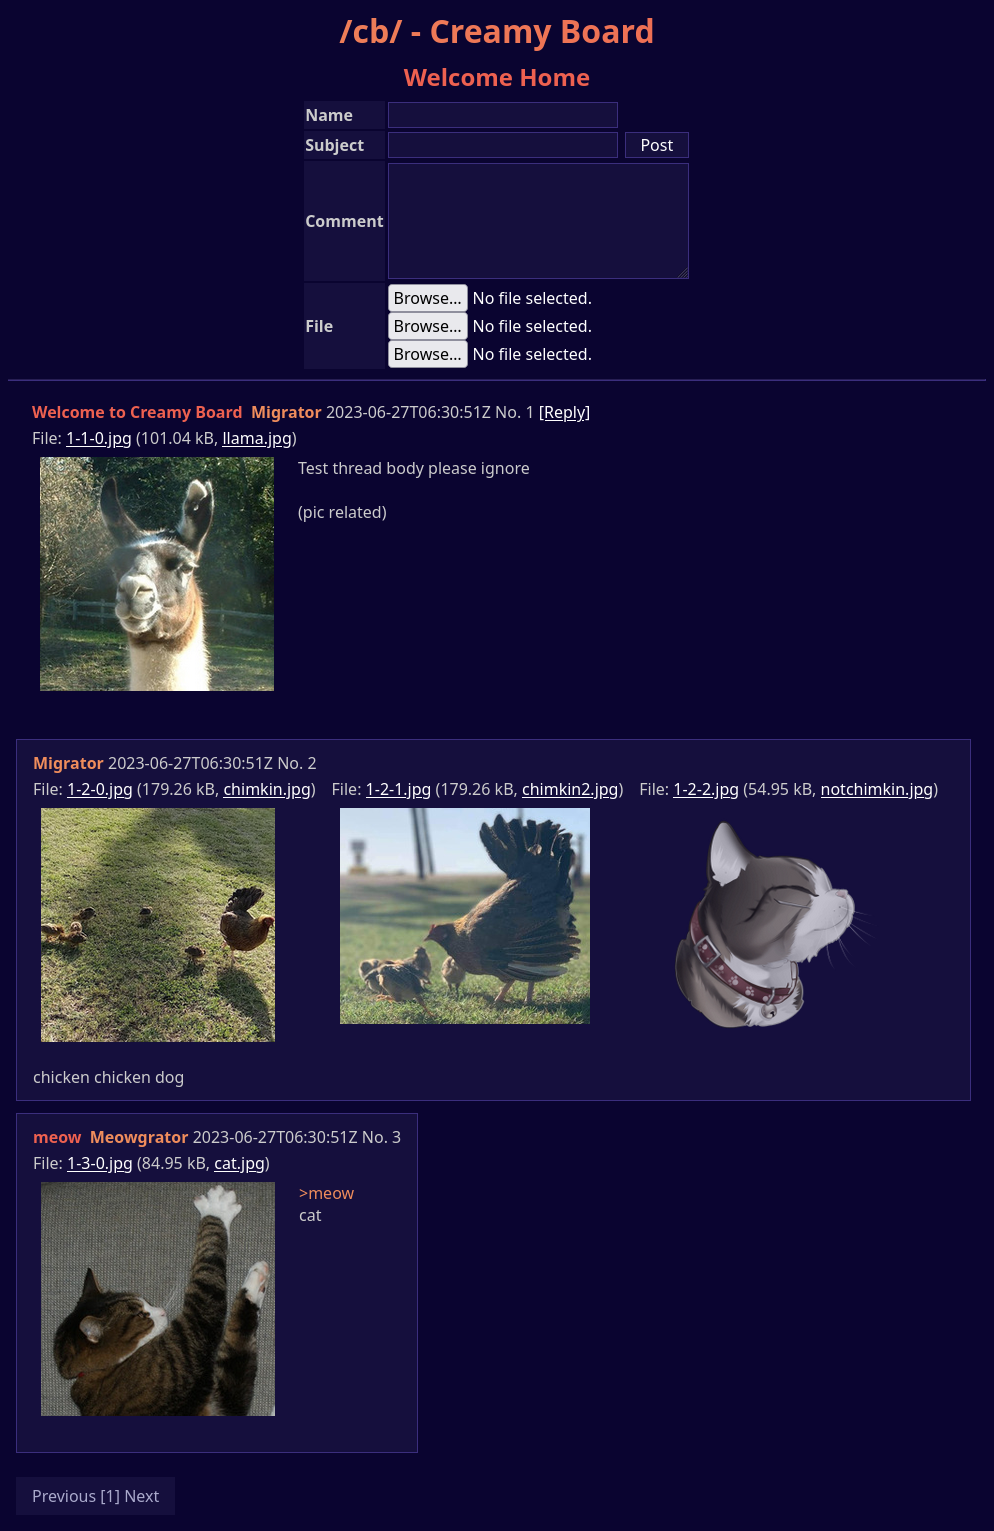 /cb/ - Creamy Board
Welcome Home
Name
Subject Post
Comment
File Browse... No file selected.
Browse... No file selected.
Browse... No file selected.
Welcome to Creamy Board Migrator 2023-06-27T06:30:51Z No. 1 [Reply]
File: 1-1-0.jpg (101.04 kB, llama.jpg)
Test thread body please ignore
(pic related)
Migrator 2023-06-27T06:30:51Z No. 2
File: 1-2-0.jpg (179.26 kB, chimkin.jpg) File: 1-2-1.jpg (179.26 kB, chimkin2.jpg) File: 1-2-2.jpg (54.95 kB, notchimkin.jpg)
chicken chicken dog
meow Meowgrator 2023-06-27T06:30:51Z No. 3
File: 1-3-0.jpg (84.95 kB, cat.jpg)
>meow
cat
Previous [1] Next